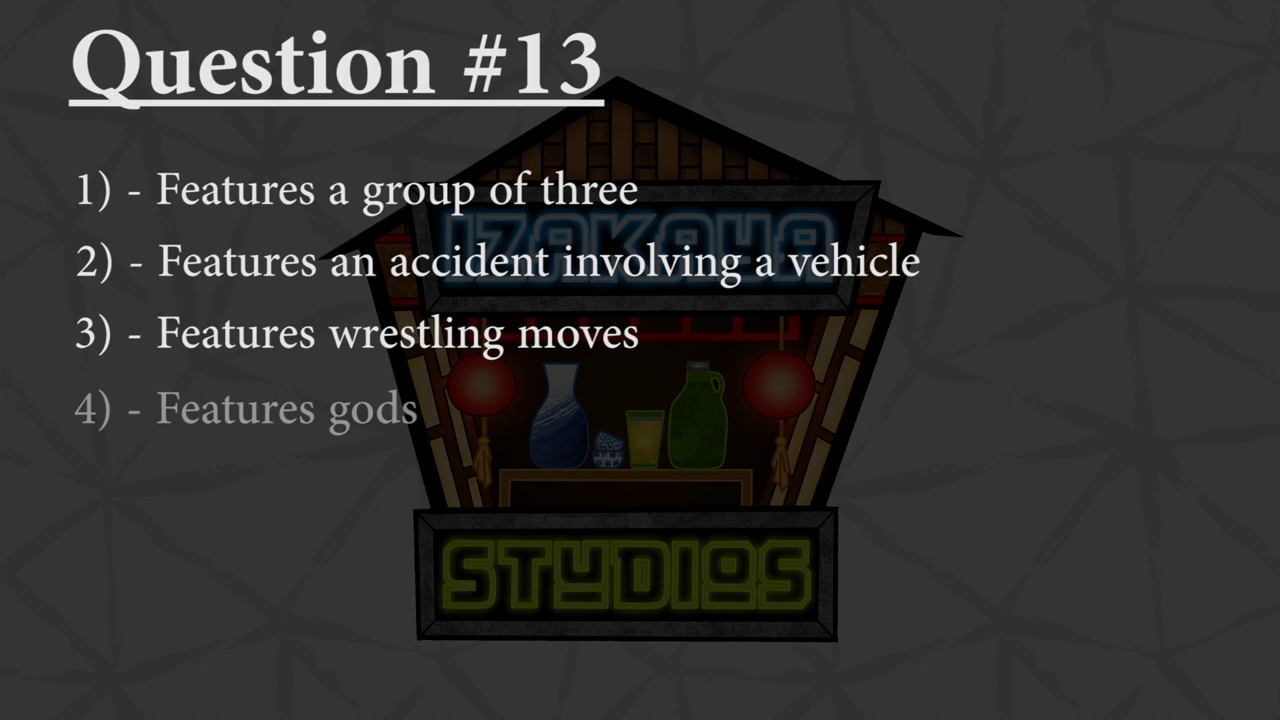 Question #13
1) - Features a group of three
IZAKAYA
2) - Features an accident involving a vehicle
3) - Features wrestling moves
4) - Features gods
STUDIOS